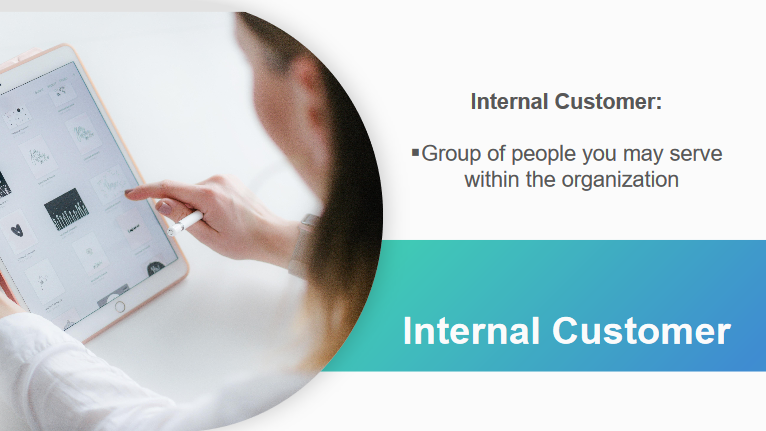 Internal Customer:
▪Group of people you may serve
within the organization
Internal Customer